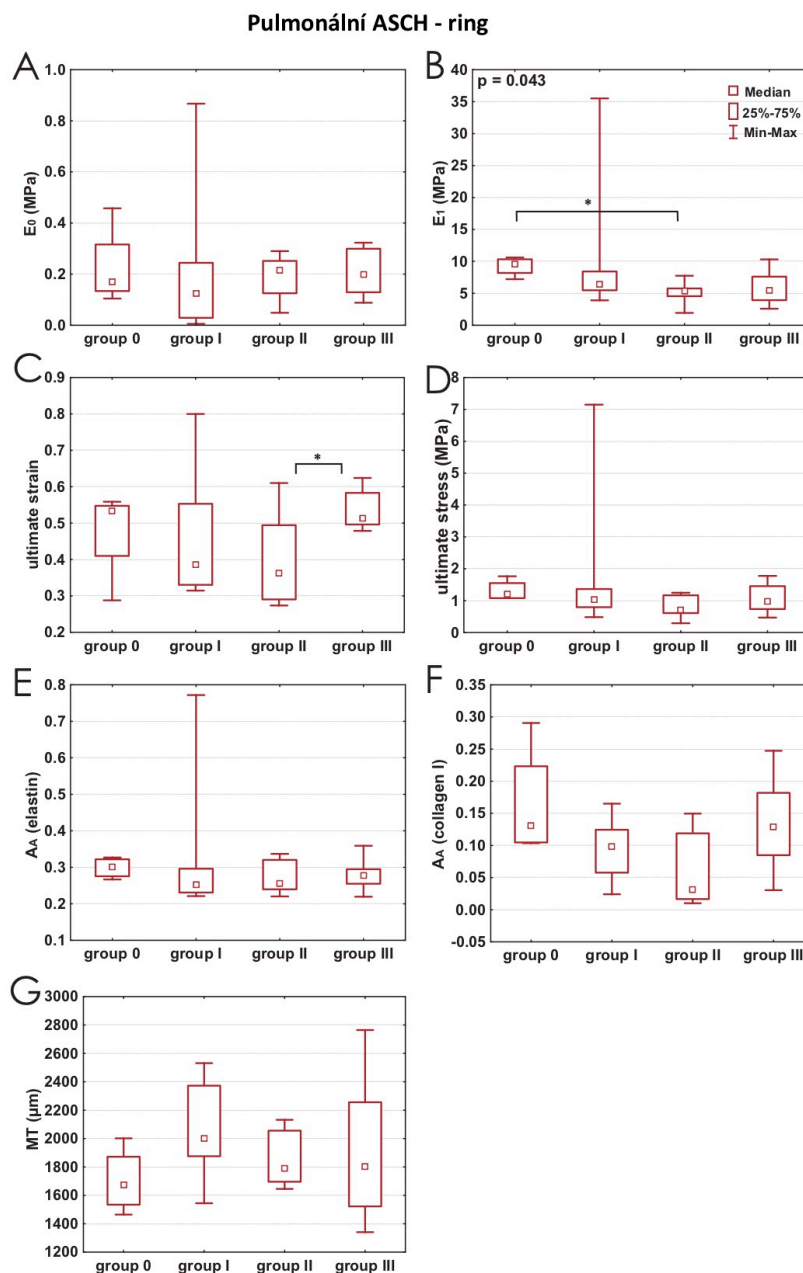 Pulmonální ASCH - ring
A
1.0
0.8
0.6
0.4
0.2
0.0
E0 (MPa)
group 0 group I group II group III
B
p = 0.043
40
35
30
25
20
15
10
5
0
E1 (MPa)
Median
25%-75%
Min-Max
*
group 0 group I group II group III
C
0.9
0.8
0.7
0.6
0.5
0.4
0.3
0.2
ultimate strain
*
group 0 group I group II group III
D
8
7
6
5
4
3
2
1
0
ultimate stress (MPa)
group 0 group I group II group III
E
0.8
0.7
0.6
0.5
0.4
0.3
0.2
0.1
AA (elastin)
group 0 group I group II group III
F
0.35
0.30
0.25
0.20
0.15
0.10
0.05
0.00
-0.05
AA (collagen I)
group 0 group I group II group III
G
3000
2800
2600
2400
2200
2000
1800
1600
1400
1200
MT (µm)
group 0 group I group II group III